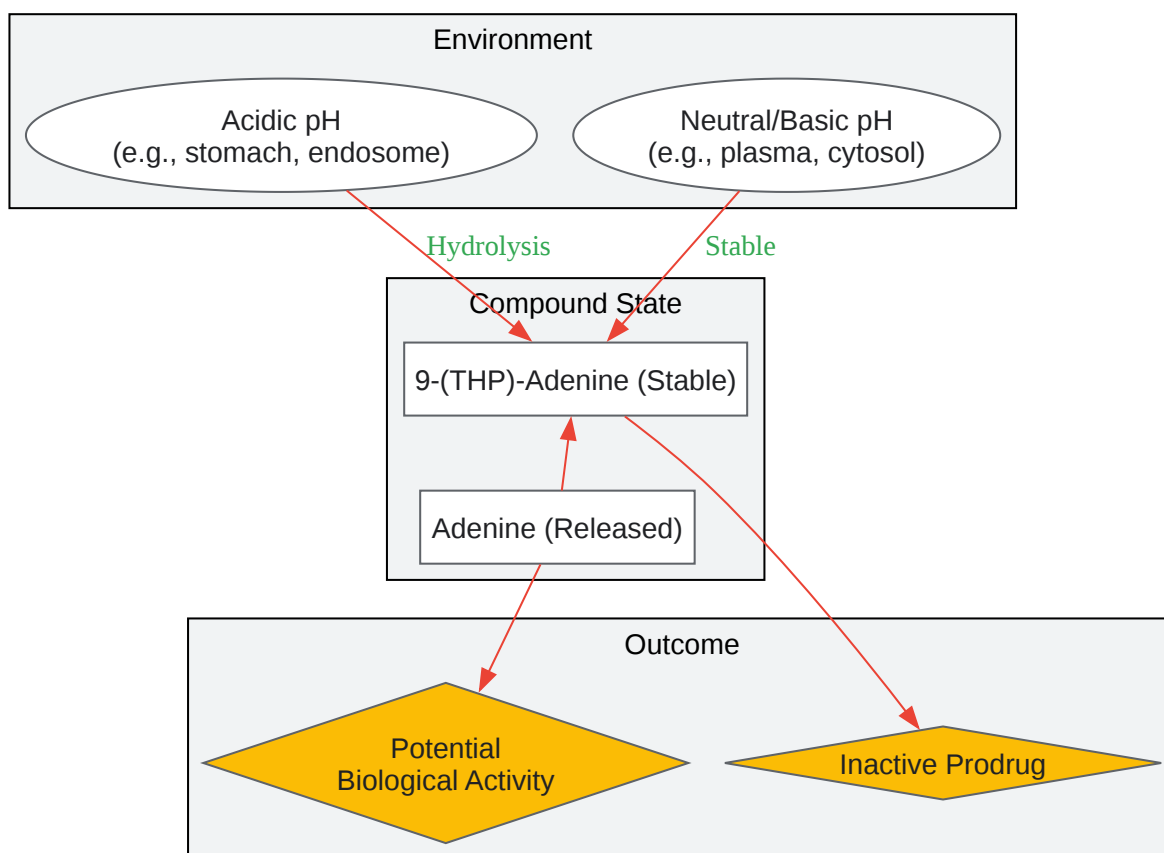 Environment
Acidic pH
(e.g., stomach, endosome)
Neutral/Basic pH
(e.g., plasma, cytosol)
Hydrolysis
Stable
Compound State
9-(THP)-Adenine (Stable)
Adenine (Released)
Outcome
Potential
Biological Activity
Inactive Prodrug